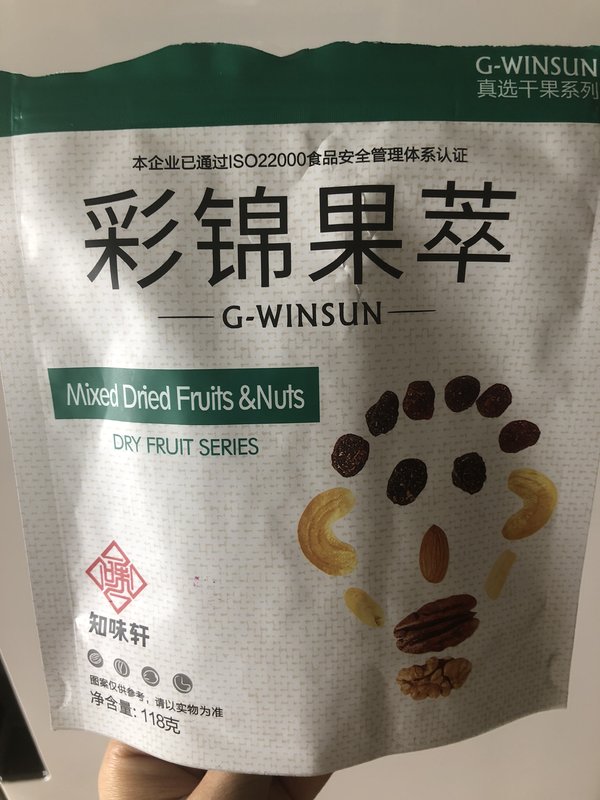 G-WINSUN
真选干果系列
本企业已通过ISO22000食品安全管理体系认证
彩锦果萃
G-WINSUN
Mixed Dried Fruits &Nuts
DRY FRUIT SERIES
知味轩
图案仅供参考，请以实物为准
净含量: 118克